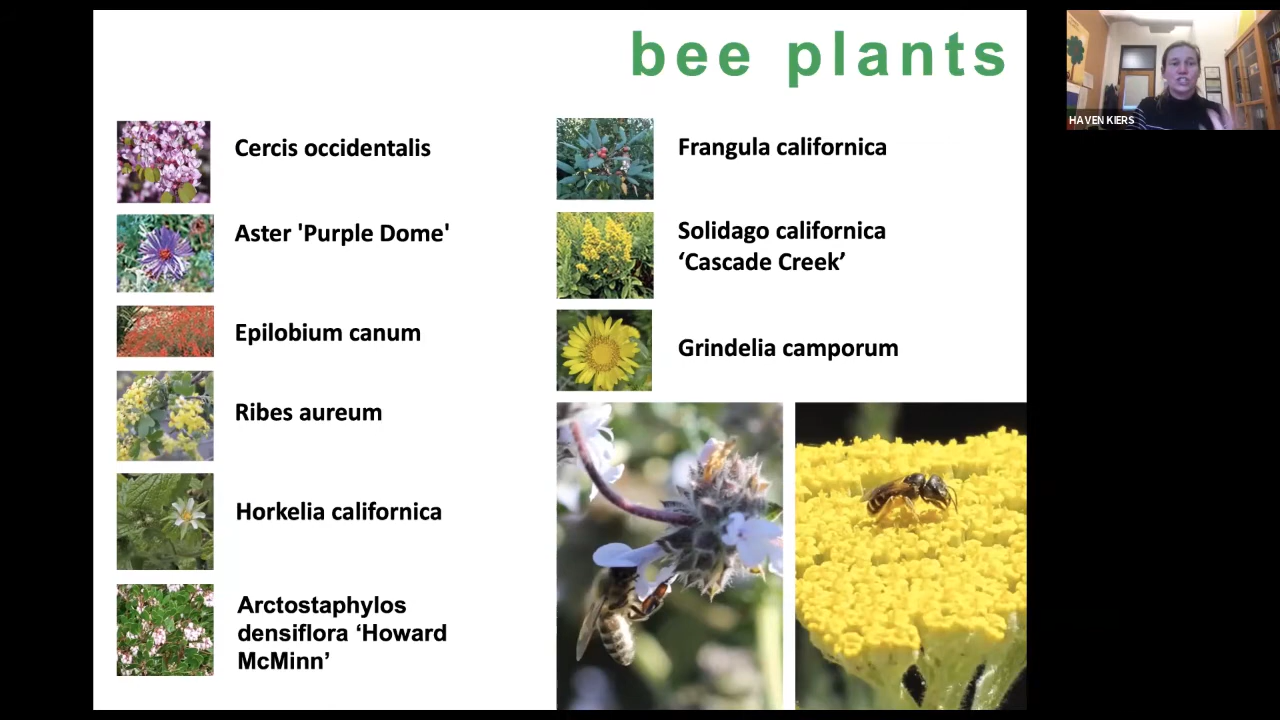 bee plants
Cercis occidentalis
Aster 'Purple Dome'
Epilobium canum
Ribes aureum
Horkelia californica
Arctostaphylos
densiflora ‘Howard
McMinn’
Frangula californica
Solidago californica
‘Cascade Creek’
Grindelia camporum
HAVEN KIERS